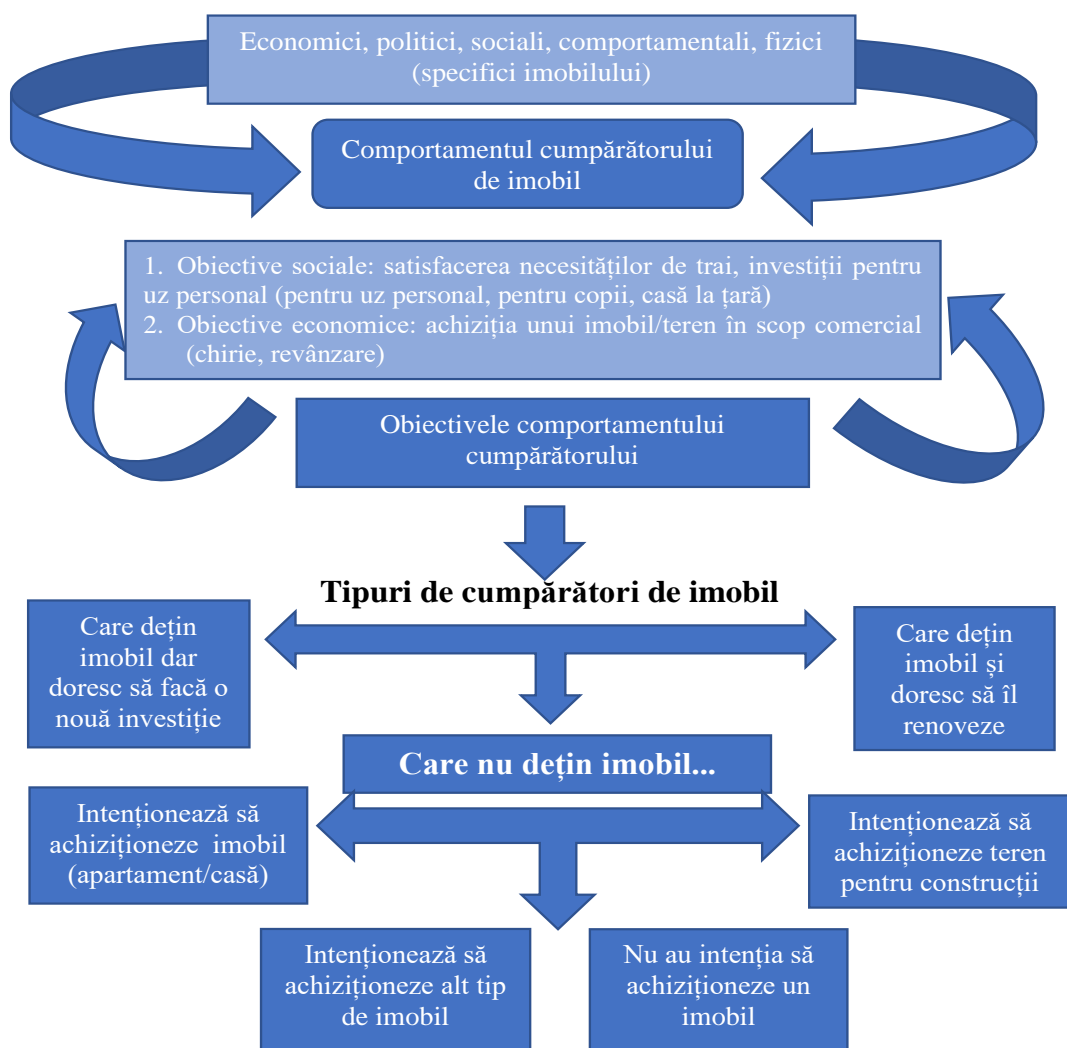 Economici, politici, sociali, comportamentali, fizici
(specifici imobilului)
Comportamentul cumpărătorului
de imobil
1. Obiective sociale: satisfacerea necesităților de trai, investiții pentru
uz personal (pentru uz personal, pentru copii, casă la țară)
2. Obiective economice: achiziția unui imobil/teren în scop comercial
(chirie, revânzare)
Obiectivele comportamentului
cumpărătorului
Tipuri de cumpărători de imobil
Care dețin
imobil dar
doresc să facă o
nouă investiție
Care dețin
imobil și
doresc să îl
renoveze
Care nu dețin imobil...
Intenționează să
achiziționeze imobil
(apartament/casă)
Intenționează să
achiziționeze teren
pentru construcții
Intenționează să
achiziționeze alt tip
de imobil
Nu au intenția să
achiziționeze un
imobil